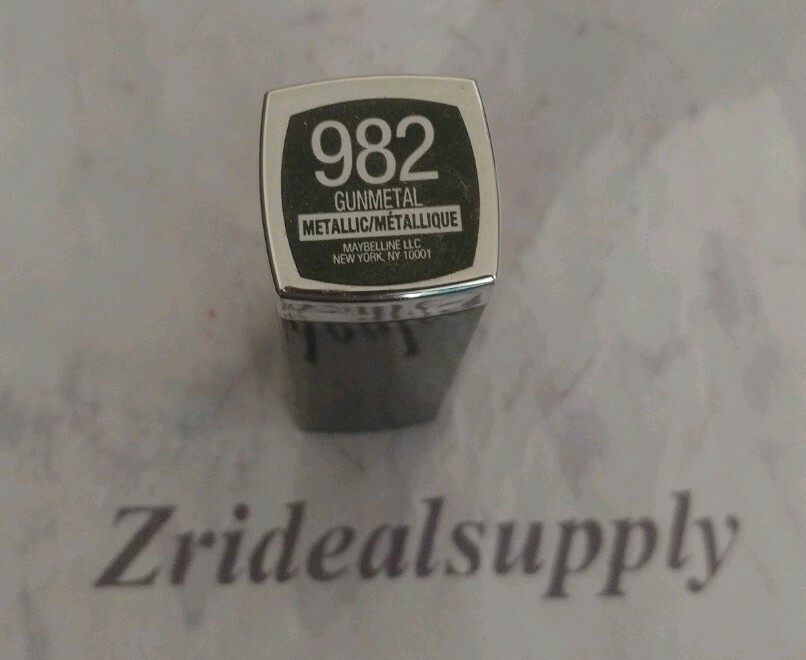 982
GUNMETAL
METALLIC/MÉTALLIQUE
MAYBELLINE LLC
NEW YORK, NY 10001
Zridealsupply